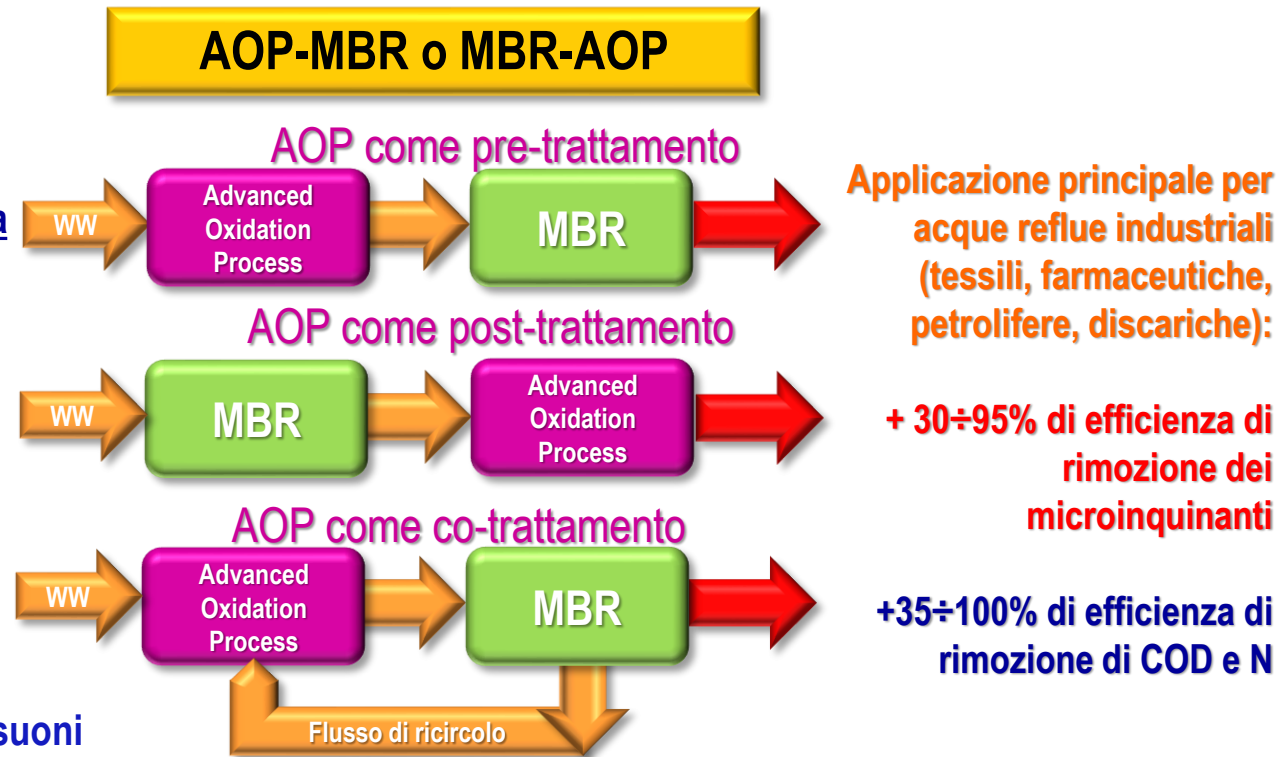 AOP-MBR o MBR-AOP
AOP come pre-trattamento
a
WW
Advanced
Oxidation
Process
MBR
AOP come post-trattamento
WW
MBR
Advanced
Oxidation
Process
AOP come co-trattamento
WW
Advanced
Oxidation
Process
MBR
Flusso di ricircolo
suoni
Applicazione principale per
acque reflue industriali
(tessili, farmaceutiche,
petrolifere, discariche):
+ 30÷95% di efficienza di
rimozione dei
microinquinanti
+35÷100% di efficienza di
rimozione di COD e N